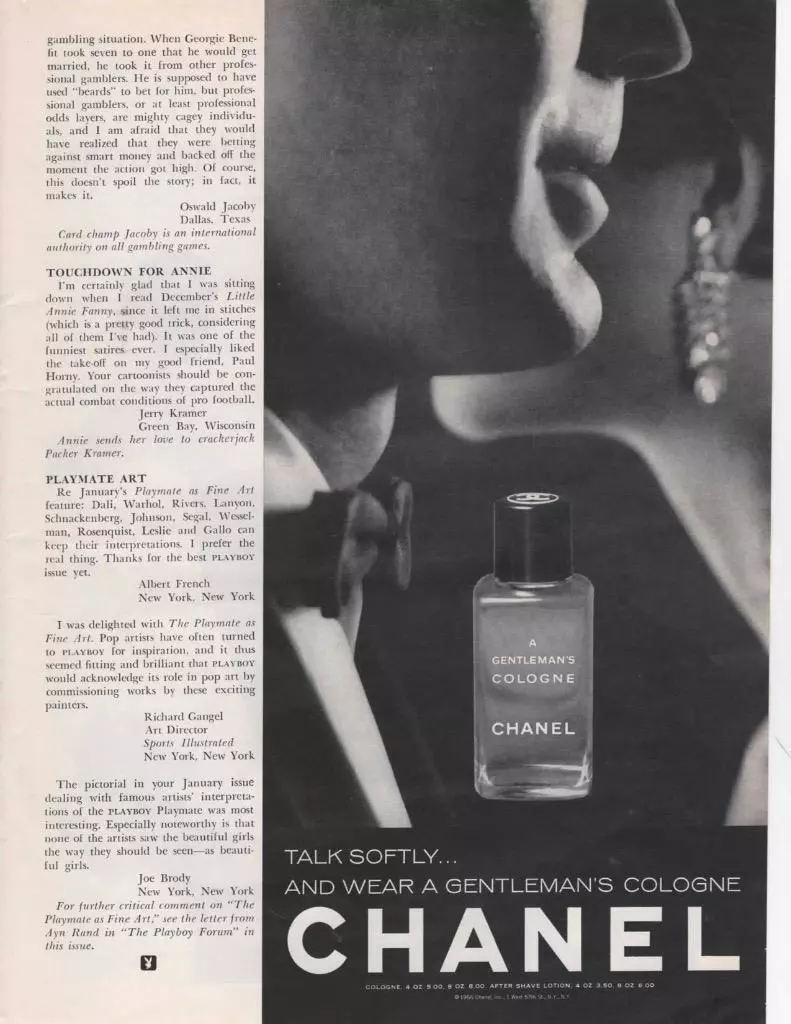 gambling situation. When Georgie Bene-
fit took seven to one that he would get
married, he took it from other profes-
sional gamblers. He is supposed to have
used "beards" to bet for him, but profes-
sional gamblers, or at least professional
odds layers, are mighty cagey individu-
als, and I am afraid that they would
have realized that they were betting
against smart money and backed off the
moment the action got high. Of course,
this doesn't spoil the story; in fact, it
makes it.
Oswald Jacoby
Dallas, Texas
Card champ Jacoby is an international
authority on all gambling games.
TOUCHDOWN FOR ANNIE
I'm certainly glad that I was sitting
down when I read December's Little
Annie Fanny, since it left me in stitches
(which is a pretty good trick, considering
all of them I've had). It was one of the
funniest satires ever. I especially liked
the take-off on my good friend, Paul
Horny. Your cartoonists should be con-
gratulated on the way they captured the
actual combat conditions of pro football.
Jerry Kramer
Green Bay, Wisconsin
Annie sends her love to crackerjack
Packer Kramer.
PLAYMATE ART
Re January's Playmate as Fine Art
feature: Dali, Warhol, Rivers, Lanyon,
Schnackenberg, Johnson, Segal, Wessel-
man, Rosenquist, Leslie and Gallo can
keep their interpretations. I prefer the
real thing. Thanks for the best PLAYBOY
issue yet.
Albert French
New York, New York
I was delighted with The Playmate as
Fine Art. Pop artists have often turned
to PLAYBOY for inspiration, and it thus
seemed fitting and brilliant that PLAYBOY
would acknowledge its role in pop art by
commissioning works by these exciting
painters.
Richard Gangel
Art Director
Sports Illustrated
New York, New York
The pictorial in your January issue
dealing with famous artists' interpreta-
tions of the PLAYBOY Playmate was most
interesting. Especially noteworthy is that
none of the artists saw the beautiful girls
the way they should be seen—as beauti-
ful girls.
Joe Brody
New York, New York
For further critical comment on "The
Playmate as Fine Art," see the letter from
Ayn Rand in "The Playboy Forum" in
this issue.
A
GENTLEMAN'S
COLOGNE
CHANEL
TALK SOFTLY...
AND WEAR A GENTLEMAN'S COLOGNE
CHANEL
COLOGNE, 4 OZ. 5.00, 8 OZ. 8.00. AFTER SHAVE LOTION, 4 OZ. 3.50, 8 OZ. 6.00
© 1966 Chanel, Inc., 1 West 57th St., N.Y., N.Y.